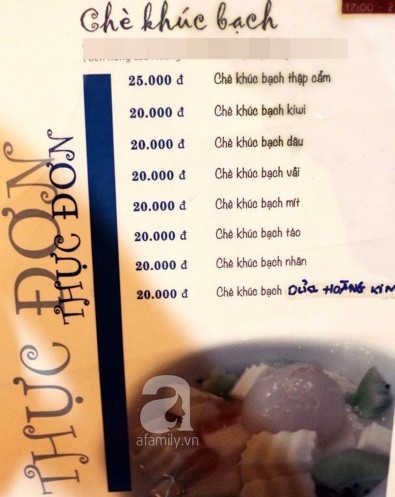 Chè khúc bạch
17:00 - 2
25.000 đ Chè khúc bạch thập cẩm
20.000 đ Chè khúc bạch kiwi
20.000 đ Chè khúc bạch dâu
20.000 đ Chè khúc bạch vải
20.000 đ Chè khúc bạch mít
20.000 đ Chè khúc bạch táo
20.000 đ Chè khúc bạch nhãn
20.000 đ Chè khúc bạch DỨA HOÀNG KIM
THỰC ĐƠN
THỰC ĐƠN
a
afamily.vn